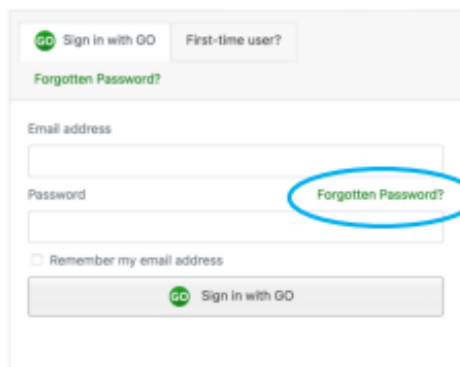 GO Sign in with GO First-time user?
Forgotten Password?
Email address
Password Forgotten Password?
Remember my email address
GO Sign in with GO